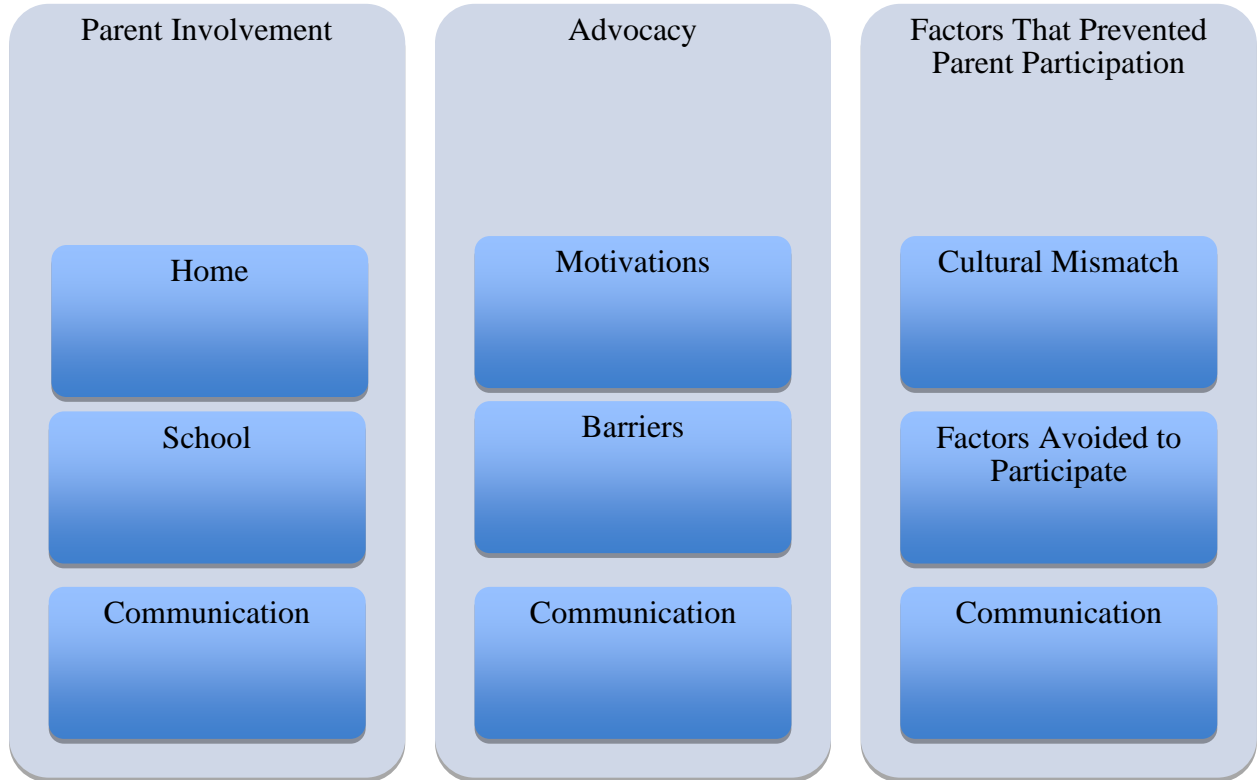 Parent Involvement
Home
School
Communication
Advocacy
Motivations
Barriers
Communication
Factors That Prevented
Parent Participation
Cultural Mismatch
Factors Avoided to
Participate
Communication